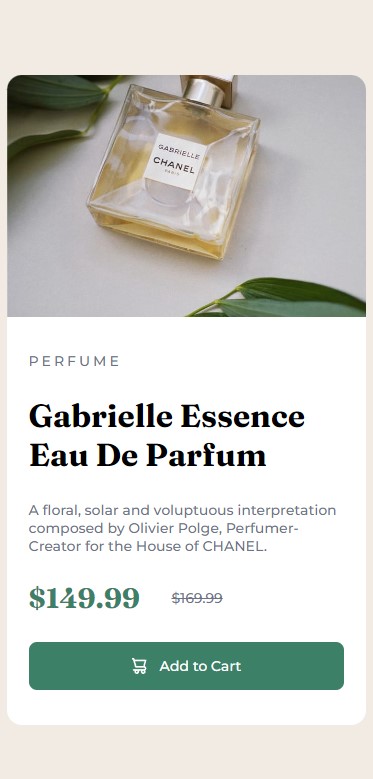 GABRIELLE
CHANEL
PARIS
PERFUME
Gabrielle Essence
Eau De Parfum
A floral, solar and voluptuous interpretation
composed by Olivier Polge, Perfumer-
Creator for the House of CHANEL.
$149.99 $169.99
Add to Cart